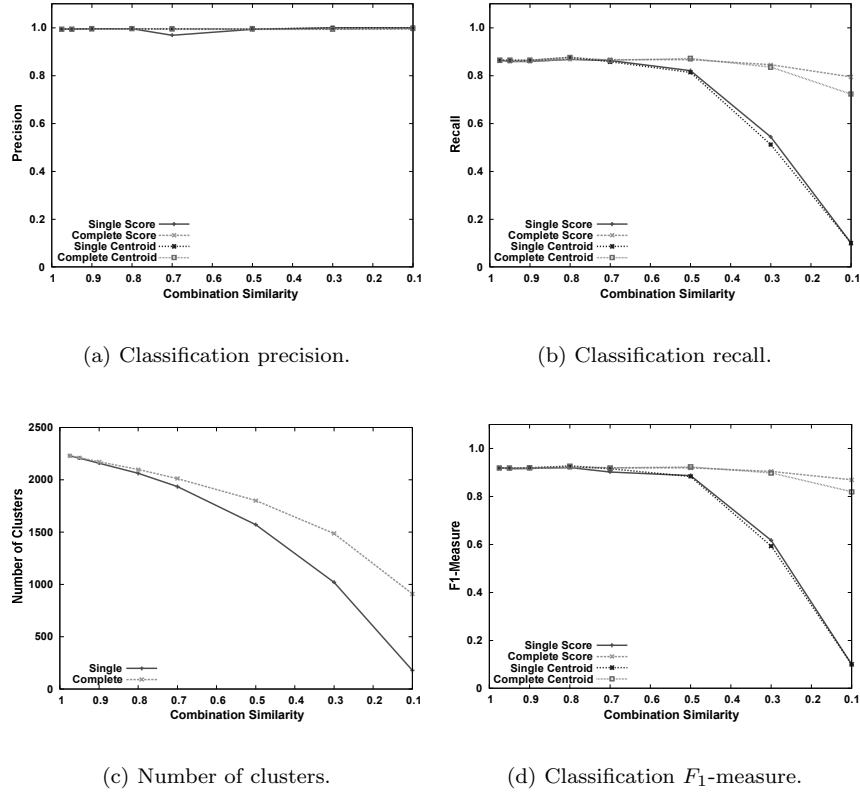 1.0
0.8
0.6
0.4
0.2
0
Precision
Single Score
Complete Score
Single Centroid
Complete Centroid
1 0.9 0.8 0.7 0.6 0.5 0.4 0.3 0.2 0.1
Combination Similarity
(a) Classification precision.
1.0
0.8
0.6
0.4
0.2
0
Recall
Single Score
Complete Score
Single Centroid
Complete Centroid
1 0.9 0.8 0.7 0.6 0.5 0.4 0.3 0.2 0.1
Combination Similarity
(b) Classification recall.
2500
2000
1500
1000
500
0
Number of Clusters
Single
Complete
1 0.9 0.8 0.7 0.6 0.5 0.4 0.3 0.2 0.1
Combination Similarity
(c) Number of clusters.
1.0
0.8
0.6
0.4
0.2
0
F1-Measure
Single Score
Complete Score
Single Centroid
Complete Centroid
1 0.9 0.8 0.7 0.6 0.5 0.4 0.3 0.2 0.1
Combination Similarity
(d) Classification F₁-measure.